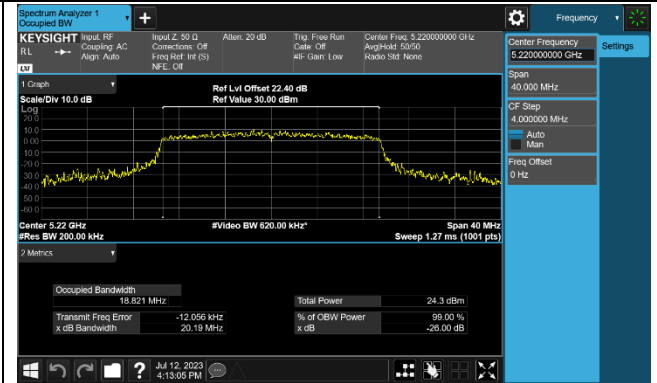 Spectrum Analyzer 1
Occupied BW
Frequency
KEYSIGHT
RL
LXI
Input: RF
Coupling: AC
Align: Auto
Input Z: 50 Ω
Corrections: Off
Freq Ref: Int (S)
NFE: Off
Atten: 20 dB
Trig: Free Run
Gate: Off
#IF Gain: Low
Center Freq: 5.220000000 GHz
Avg|Hold: 50/50
Radio Std: None
Center Frequency
5.220000000 GHz
Settings
Span
40.000 MHz
CF Step
4.000000 MHz
Auto
Man
Freq Offset
0 Hz
1 Graph
Scale/Div 10.0 dB
Ref Lvl Offset 22.40 dB
Ref Value 30.00 dBm
Log
20.0
10.0
0.00
-10.0
-20.0
-30.0
-40.0
-50.0
-60.0
Center 5.22 GHz
#Video BW 620.00 kHz*
Span 40 MHz
#Res BW 200.00 kHz
Sweep 1.27 ms (1001 pts)
2 Metrics
Occupied Bandwidth
18.821 MHz
Total Power 24.3 dBm
Transmit Freq Error -12.056 kHz
% of OBW Power 99.00 %
x dB Bandwidth 20.19 MHz
x dB -26.00 dB
Jul 12, 2023
4:13:05 PM